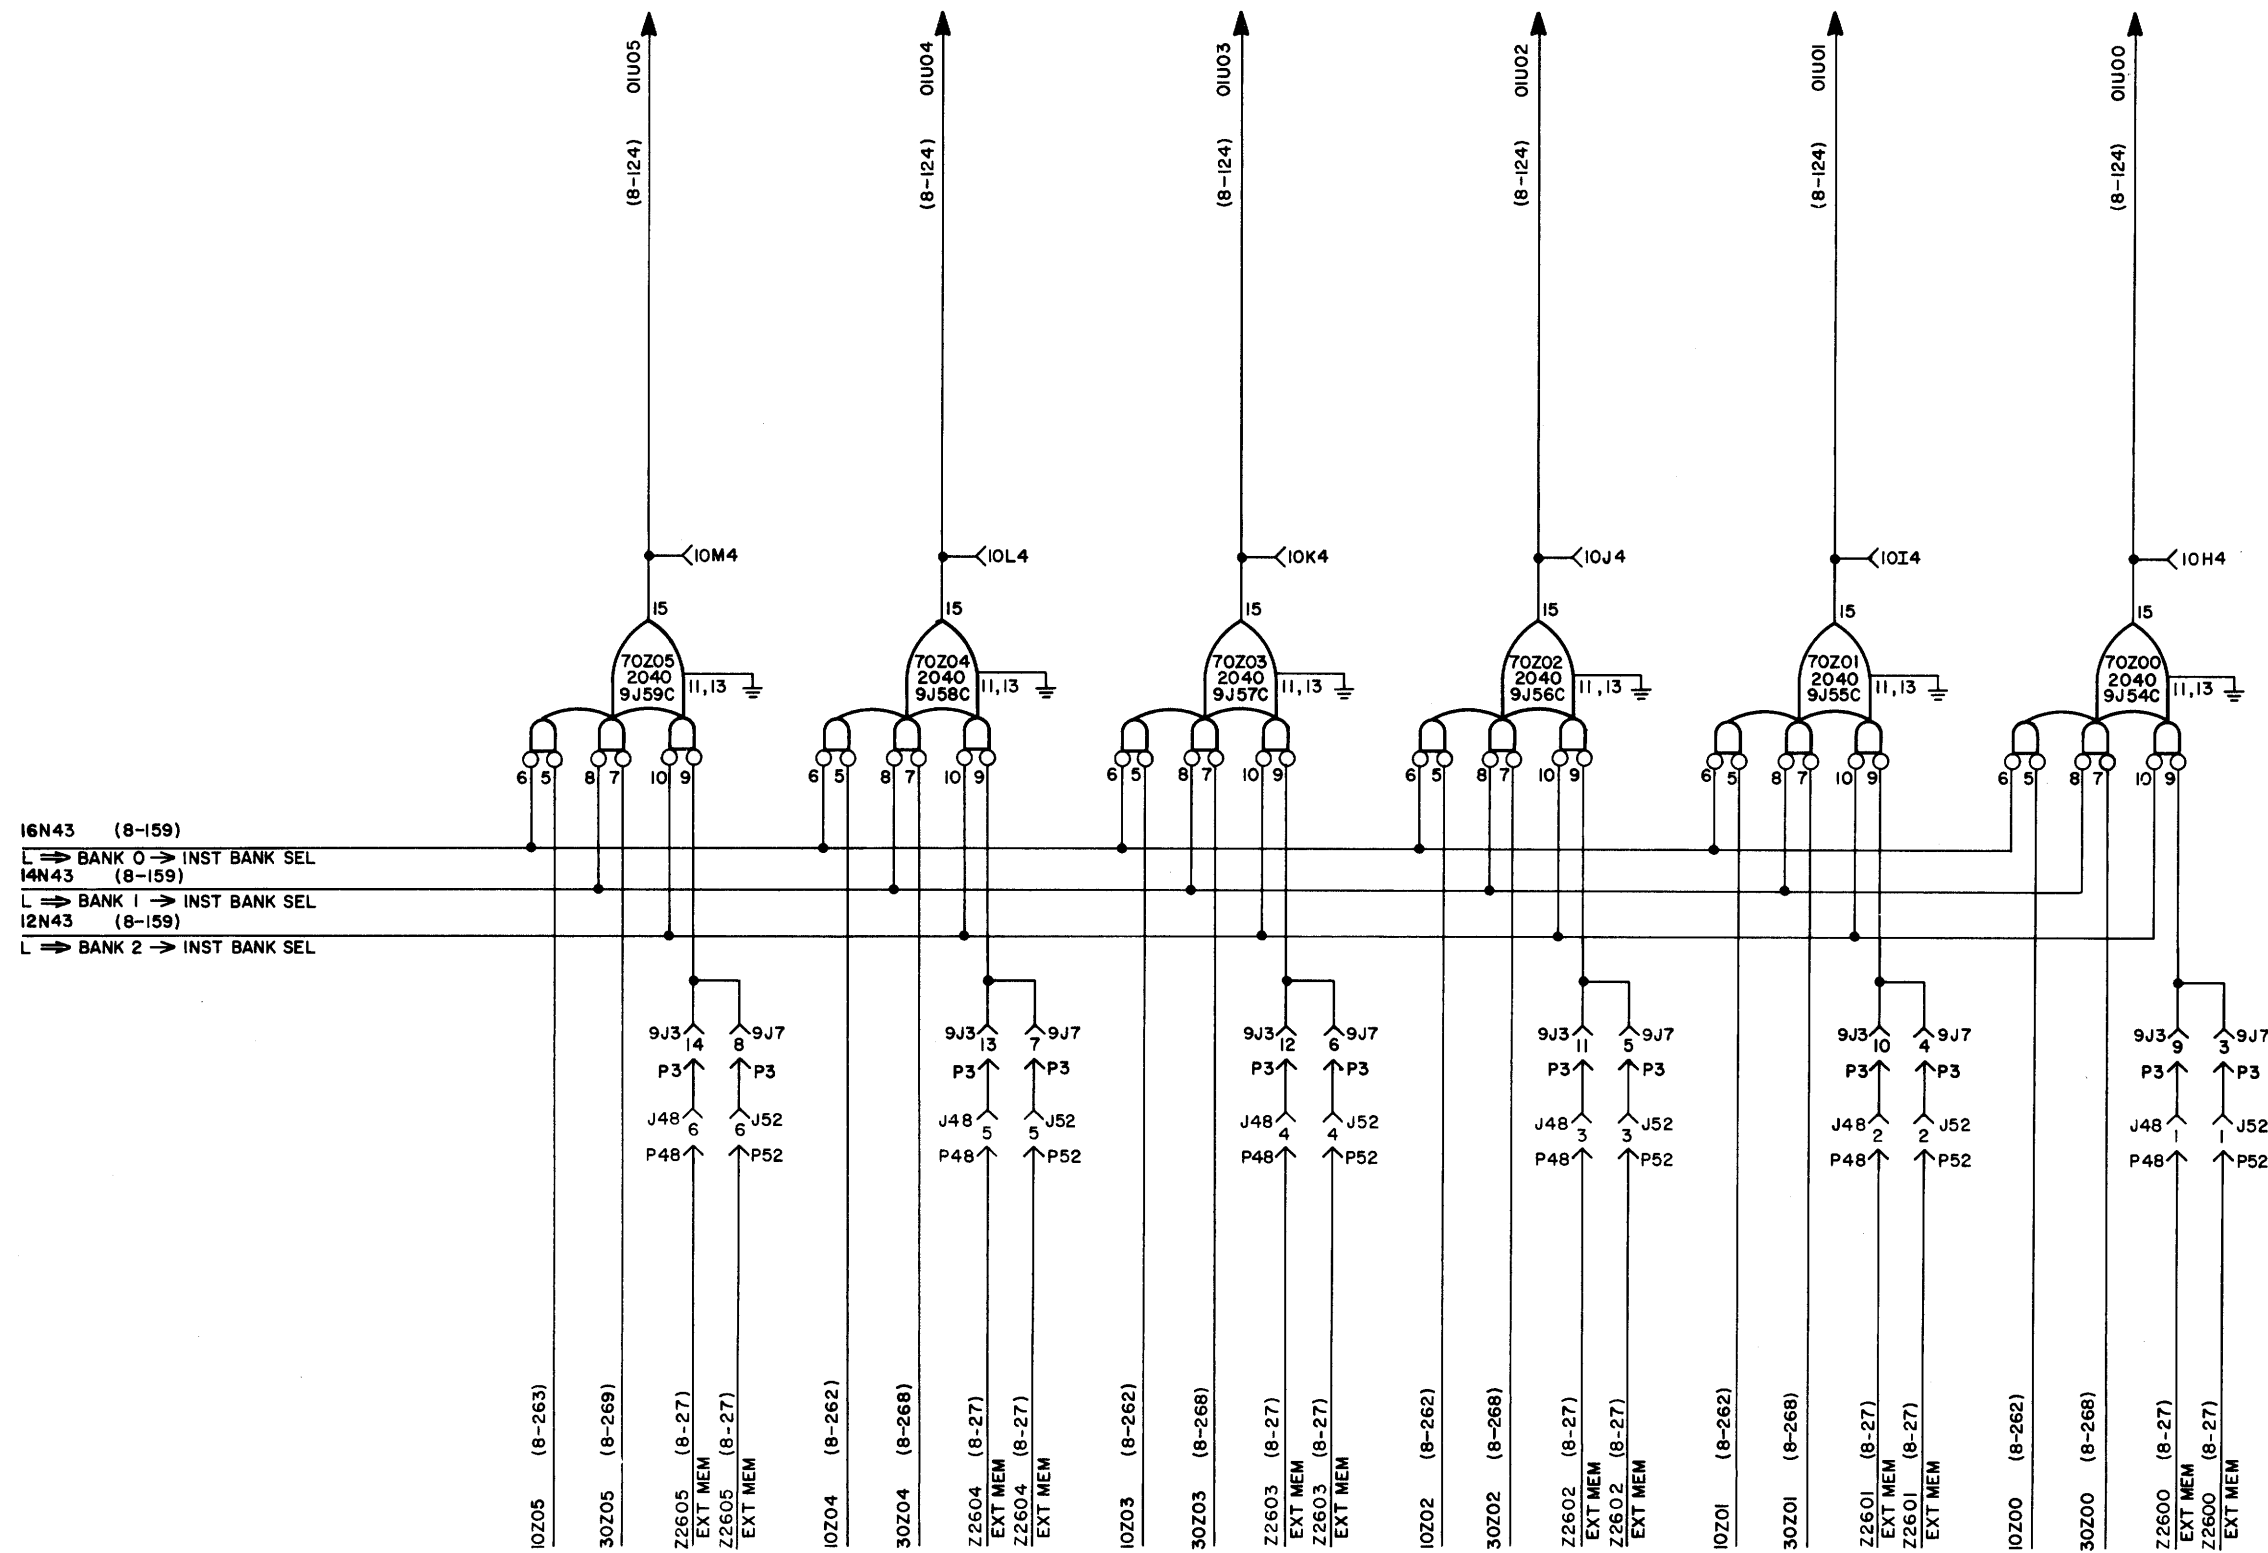 01U05 01U04 01U03 01U02 01U01 01U00
(8-124) (8-124) (8-124) (8-124) (8-124) (8-124)
10M4 10L4 10K4 10J4 10I4 10H4
15 15 15 15 15 15
70Z05 70Z04 70Z03 70Z02 70Z01 70Z00
2040 2040 2040 2040 2040 2040
9J59C 11,13 9J58C 11,13 9J57C 11,13 9J56C 11,13 9J55C 11,13 9J54C 11,13
6 5 8 7 10 9 6 5 8 7 10 9 6 5 8 7 10 9 6 5 8 7 10 9 6 5 8 7 10 9 6 5 8 7 10 9
16N43 (8-159)
L ⇒ BANK 0 → INST BANK SEL
14N43 (8-159)
L ⇒ BANK 1 → INST BANK SEL
12N43 (8-159)
L ⇒ BANK 2 → INST BANK SEL
9J3 9J7 9J3 9J7 9J3 9J7 9J3 9J7 9J3 9J7 9J3 9J7
14 8 13 7 12 6 11 5 10 4 9 3
P3 P3 P3 P3 P3 P3 P3 P3 P3 P3 P3 P3
J48 J52 J48 J52 J48 J52 J48 J52 J48 J52 J48 J52
6 6 5 5 4 4 3 3 2 2 1 1
P48 P52 P48 P52 P48 P52 P48 P52 P48 P52 P48 P52
10Z05 (8-263)
30Z05 (8-269)
Z2605 (8-27)
EXT MEM
Z2605 (8-27)
EXT MEM
10Z04 (8-262)
30Z04 (8-268)
Z2604 (8-27)
EXT MEM
Z2604 (8-27)
EXT MEM
10Z03 (8-262)
30Z03 (8-268)
Z2603 (8-27)
EXT MEM
Z2603 (8-27)
EXT MEM
10Z02 (8-262)
30Z02 (8-268)
Z2602 (8-27)
EXT MEM
Z2602 (8-27)
EXT MEM
10Z01 (8-262)
30Z01 (8-268)
Z2601 (8-27)
EXT MEM
Z2601 (8-27)
EXT MEM
10Z00 (8-262)
30Z00 (8-268)
Z2600 (8-27)
EXT MEM
Z2600 (8-27)
EXT MEM